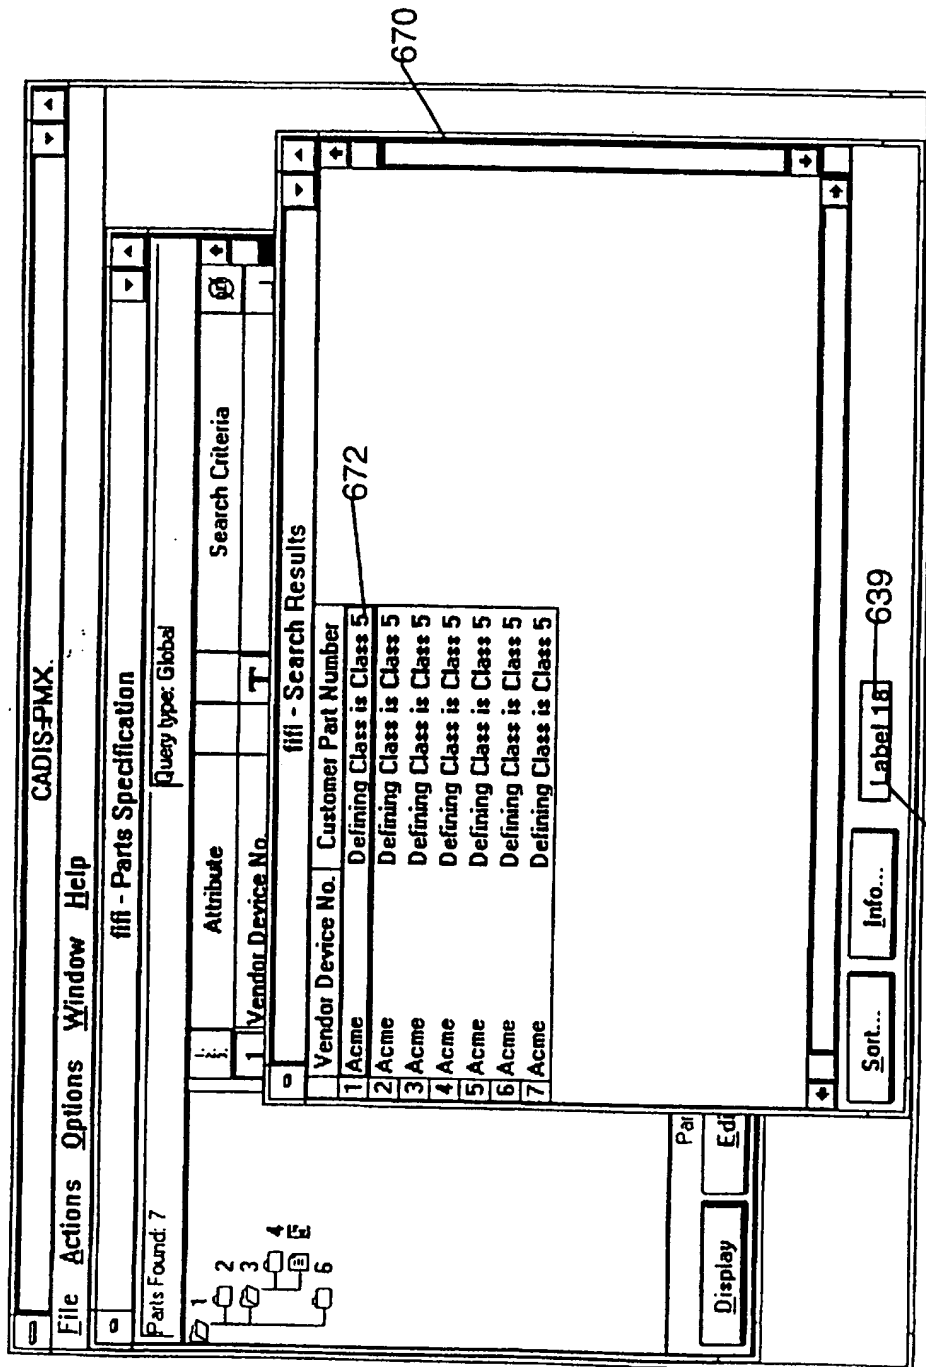 CADIS-PMX.
File Actions Options Window Help
fifi - Parts Specification
Parts Found: 7
Query type: Global
Attribute
Search Criteria
1 Vendor Device No.
T
1
2
3
4
5
6
fifi - Search Results
Vendor Device No. Customer Part Number
1 Acme Defining Class is Class 5
2 Acme Defining Class is Class 5
3 Acme Defining Class is Class 5
4 Acme Defining Class is Class 5
5 Acme Defining Class is Class 5
6 Acme Defining Class is Class 5
7 Acme Defining Class is Class 5
672
670
Par
Display
Edi
Sort...
Info...
Label 18
639